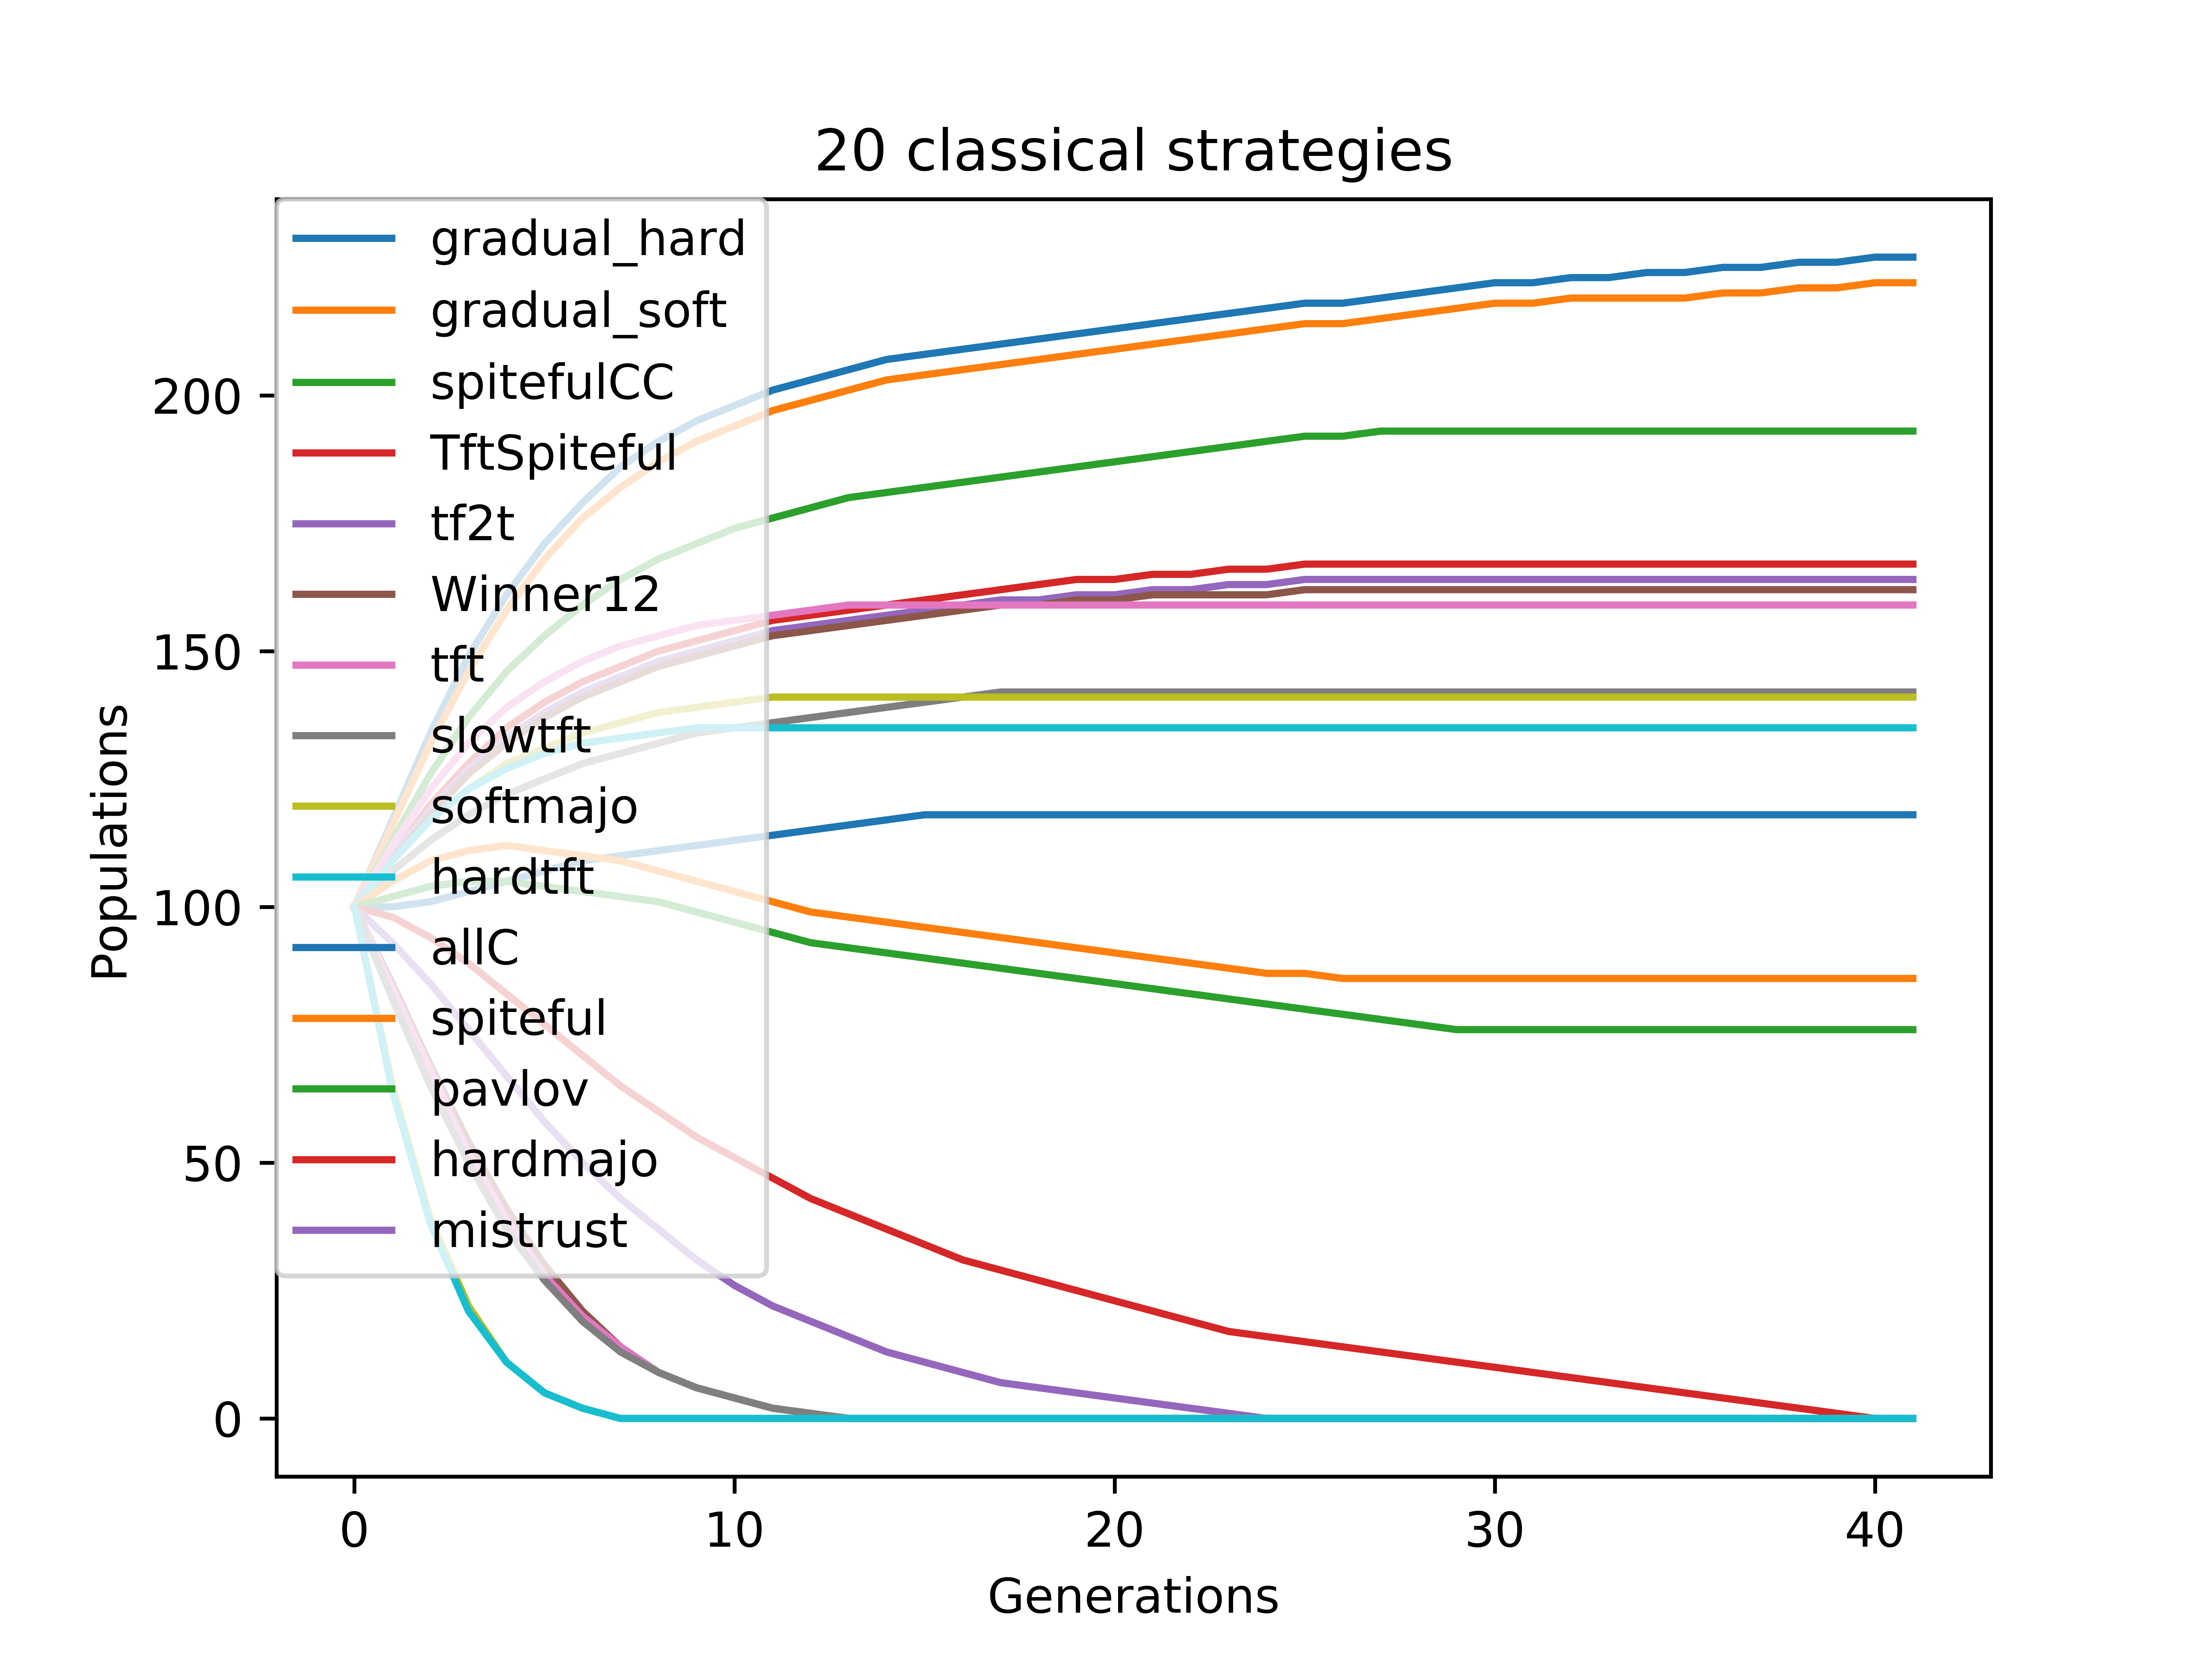 20 classical strategies
gradual_hard
gradual_soft
spitefulCC
TftSpiteful
tf2t
Winner12
tft
slowtft
softmajo
hardtft
allC
spiteful
pavlov
hardmajo
mistrust
Populations
200
150
100
50
0
0 10 20 30 40
Generations